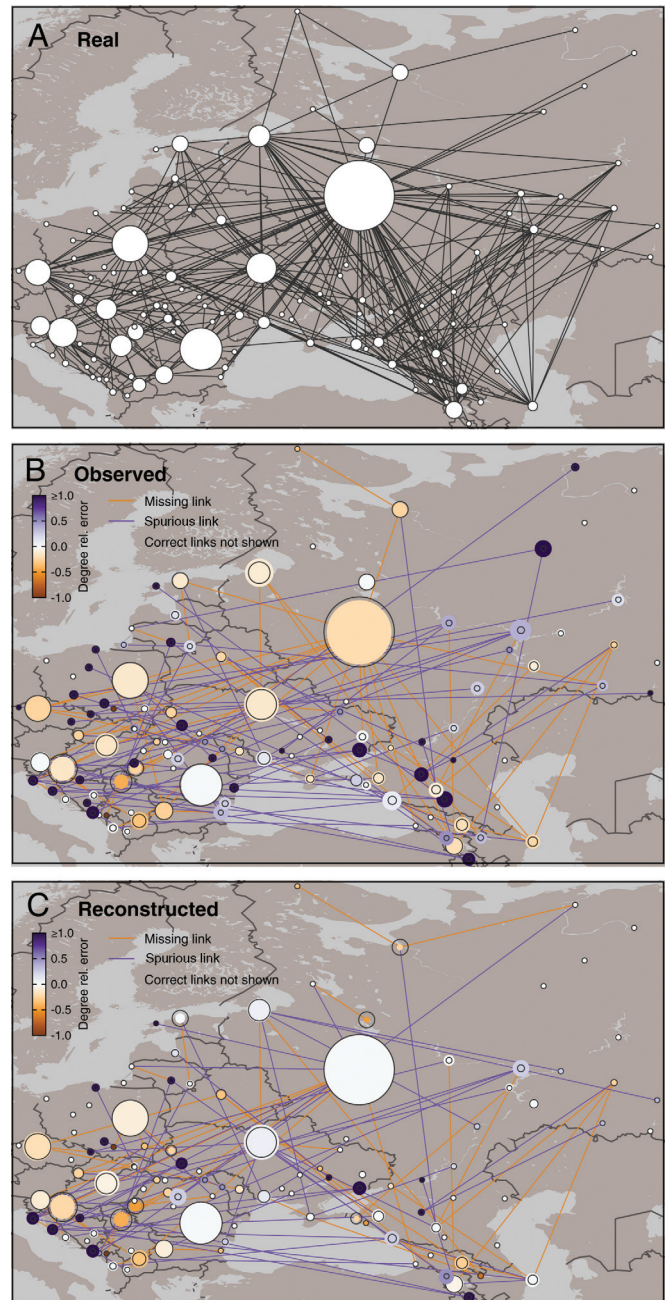 A Real
B Observed
≥1.0
0.5
0.0
-0.5
-1.0
Degree rel. error
Missing link
Spurious link
Correct links not shown
C Reconstructed
≥1.0
0.5
0.0
-0.5
-1.0
Degree rel. error
Missing link
Spurious link
Correct links not shown